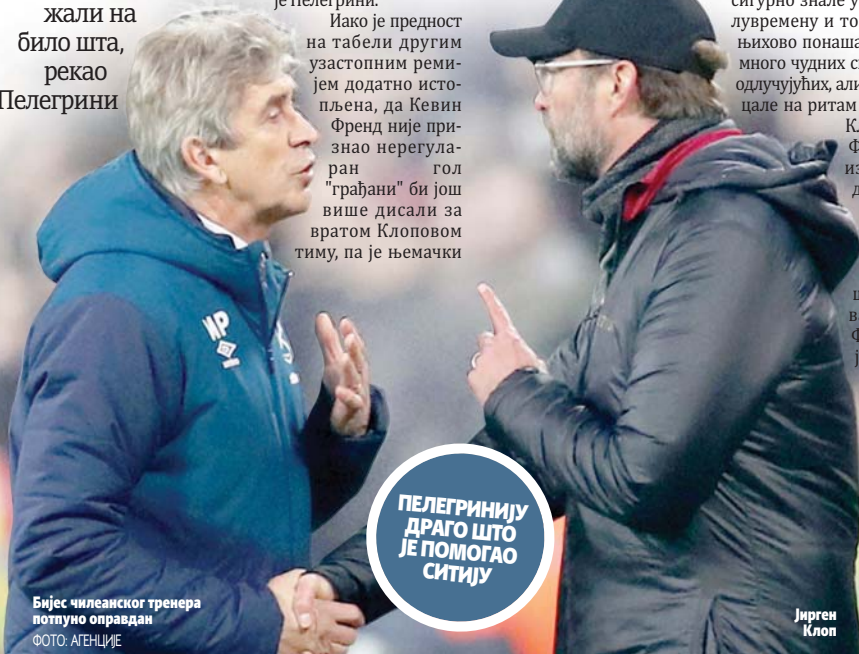 жали на
било шта,
рекао
Пелегрини
је Пелегрини.
Иако је предност
на табели другим
узастопним реми-
јем додатно исто-
пљена, да Кевин
Френд није при-
знао нерегула-
ран гол
"грађани" би још
више дисали за
вратом Клоповом
тиму, па је њемачки
сигурно знале у
лувремену и то
њихово понаша
много чудних
одлучујућих, али
цале на ритам
MP
ПЕЛЕГРИНИЈУ
ДРАГО ШТО
ЈЕ ПОМОГАО
СИТИЈУ
Бијес чилеанског тренера
потпуно оправдан
ФОТО: АГЕНЦИЈЕ
Јирген
Клоп